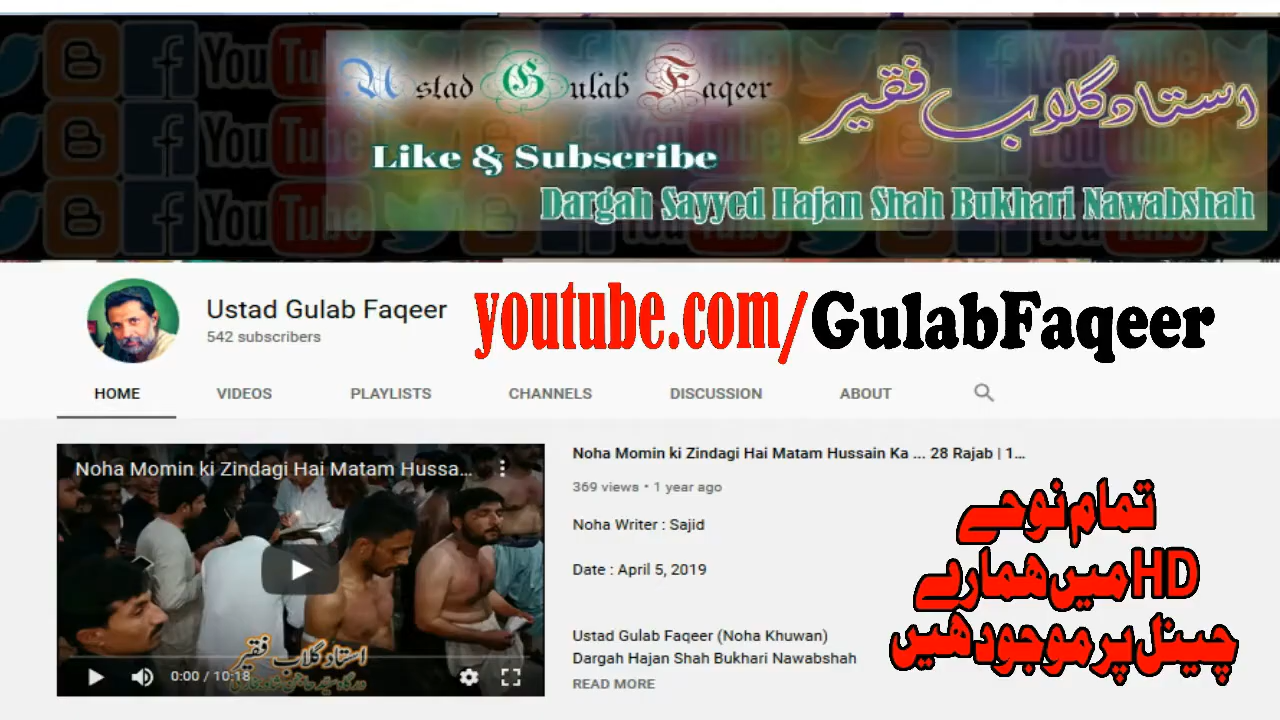 Ustad Gulab Faqeer
استاد گلاب فقیر
Like & Subscribe
Dargah Sayyed Hajan Shah Bukhari Nawabshah
Ustad Gulab Faqeer
542 subscribers
youtube.com/GulabFaqeer
HOME VIDEOS PLAYLISTS CHANNELS DISCUSSION ABOUT
Noha Momin ki Zindagi Hai Matam Hussa...
استاد گلاب فقیر
0:00 / 10:18
Noha Momin ki Zindagi Hai Matam Hussain Ka ... 28 Rajab | 1...
369 views • 1 year ago
Noha Writer : Sajid
Date : April 5, 2019
Ustad Gulab Faqeer (Noha Khuwan)
Dargah Hajan Shah Bukhari Nawabshah
READ MORE
تمام نوحے
HD میں ھمارے
چینل پر موجود ھیں